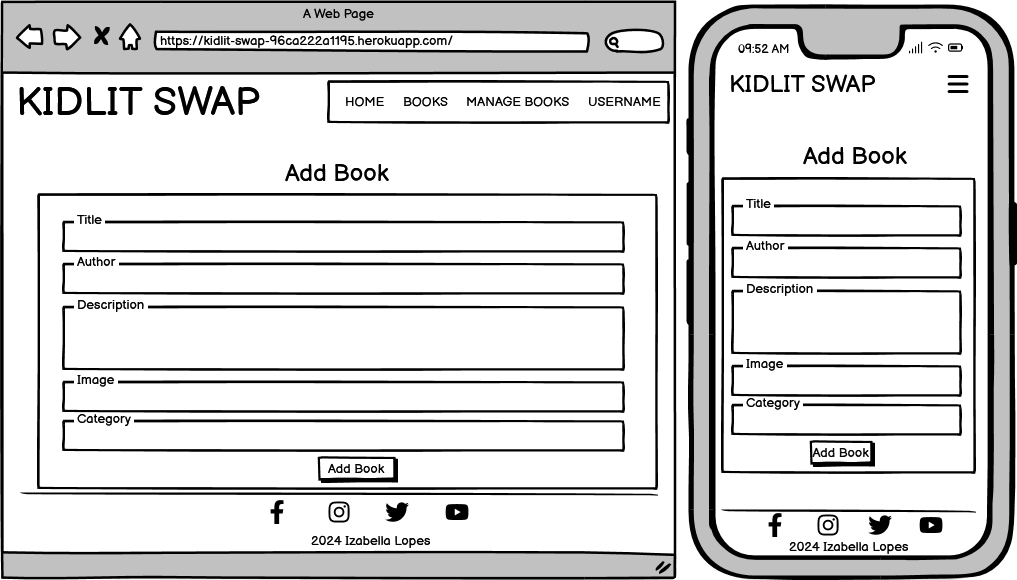 A Web Page
https://kidlit-swap-96ca222a1195.herokuapp.com/
KIDLIT SWAP
HOME BOOKS MANAGE BOOKS USERNAME
Add Book
Title
Author
Description
Image
Category
Add Book
2024 Izabella Lopes
09:52 AM
KIDLIT SWAP
Add Book
Title
Author
Description
Image
Category
Add Book
2024 Izabella Lopes